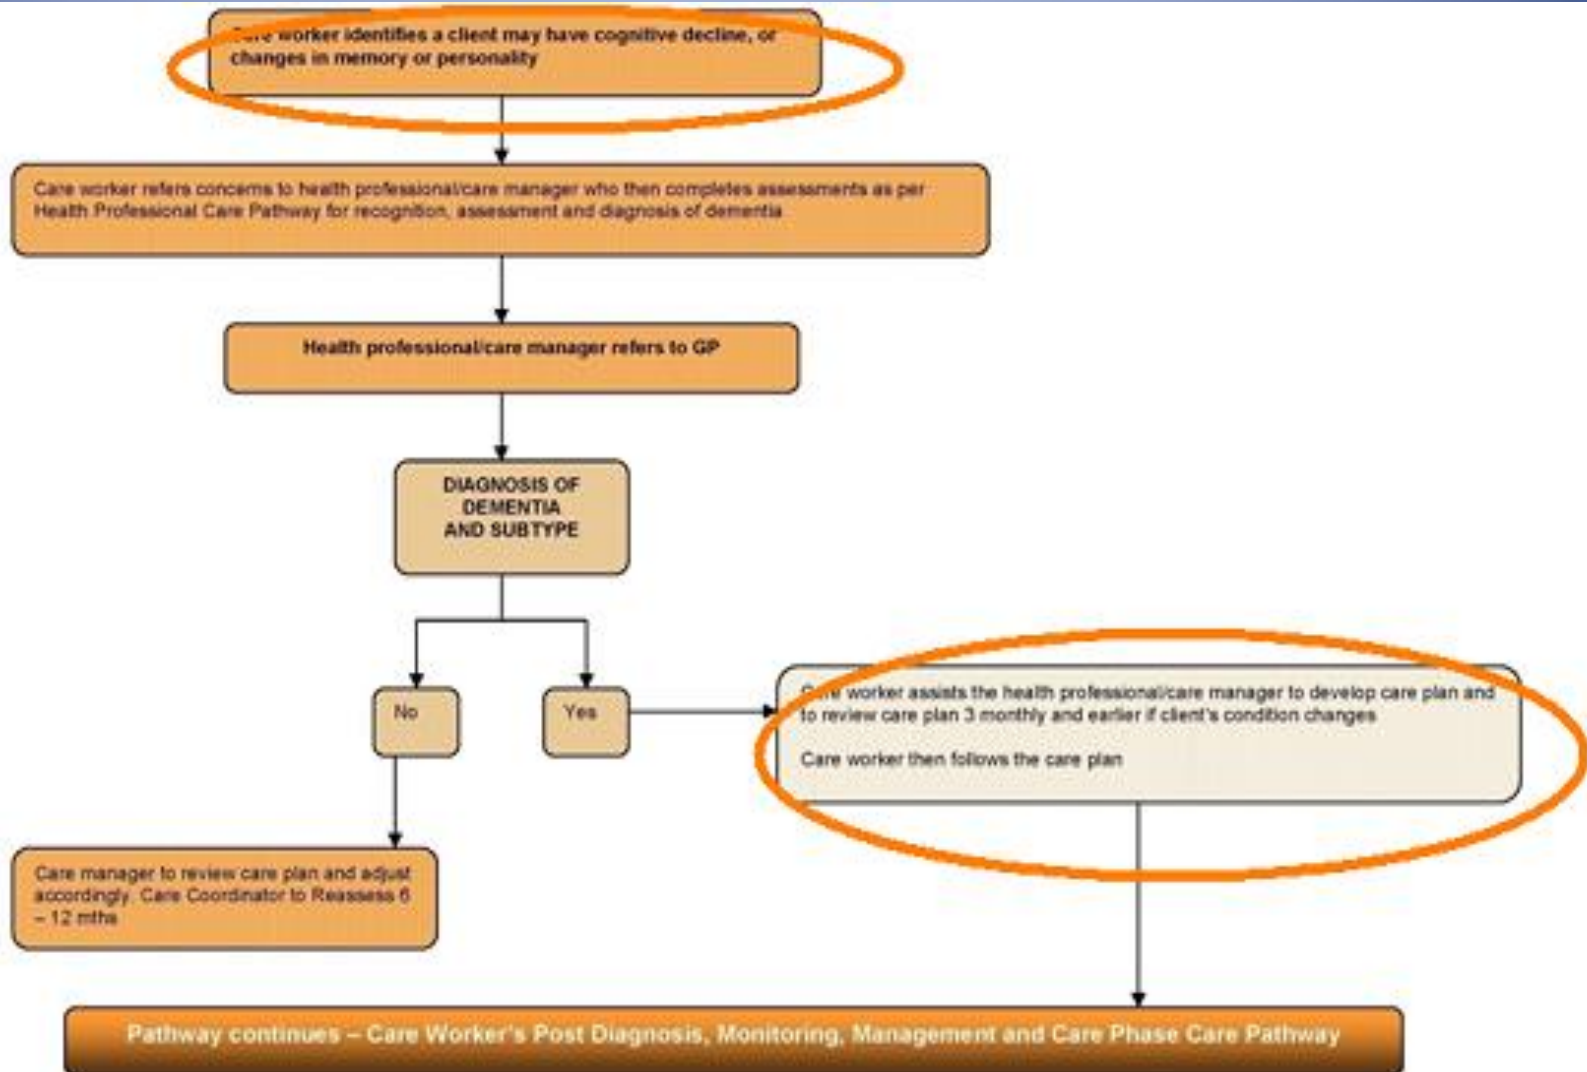 Care worker identifies a client may have cognitive decline, or
changes in memory or personality
Care worker refers concerns to health professional/care manager who then completes assessments as per
Health Professional Care Pathway for recognition, assessment and diagnosis of dementia
Health professional/care manager refers to GP
DIAGNOSIS OF
DEMENTIA
AND SUBTYPE
No
Yes
Care worker assists the health professional/care manager to develop care plan and
to review care plan 3 monthly and earlier if client's condition changes
Care worker then follows the care plan
Care manager to review care plan and adjust
accordingly. Care Coordinator to Reassess 6
– 12 mths
Pathway continues – Care Worker's Post Diagnosis, Monitoring, Management and Care Phase Care Pathway